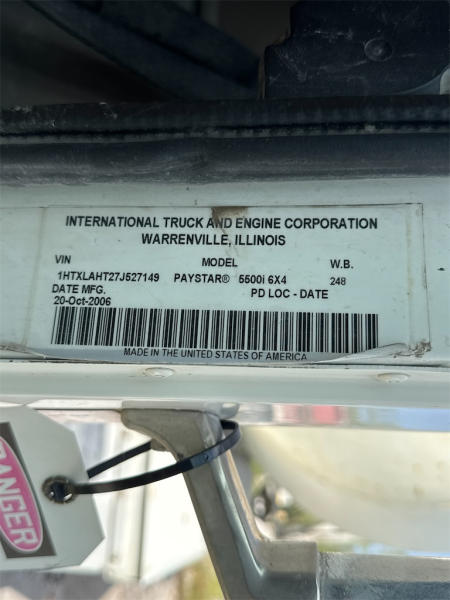 INTERNATIONAL TRUCK AND ENGINE CORPORATION
WARRENVILLE, ILLINOIS
VIN MODEL W.B.
1HTXLAHT27J527149 PAYSTAR® 5500i 6X4 248
DATE MFG. PD LOC - DATE
20-Oct-2006
MADE IN THE UNITED STATES OF AMERICA
DANGER